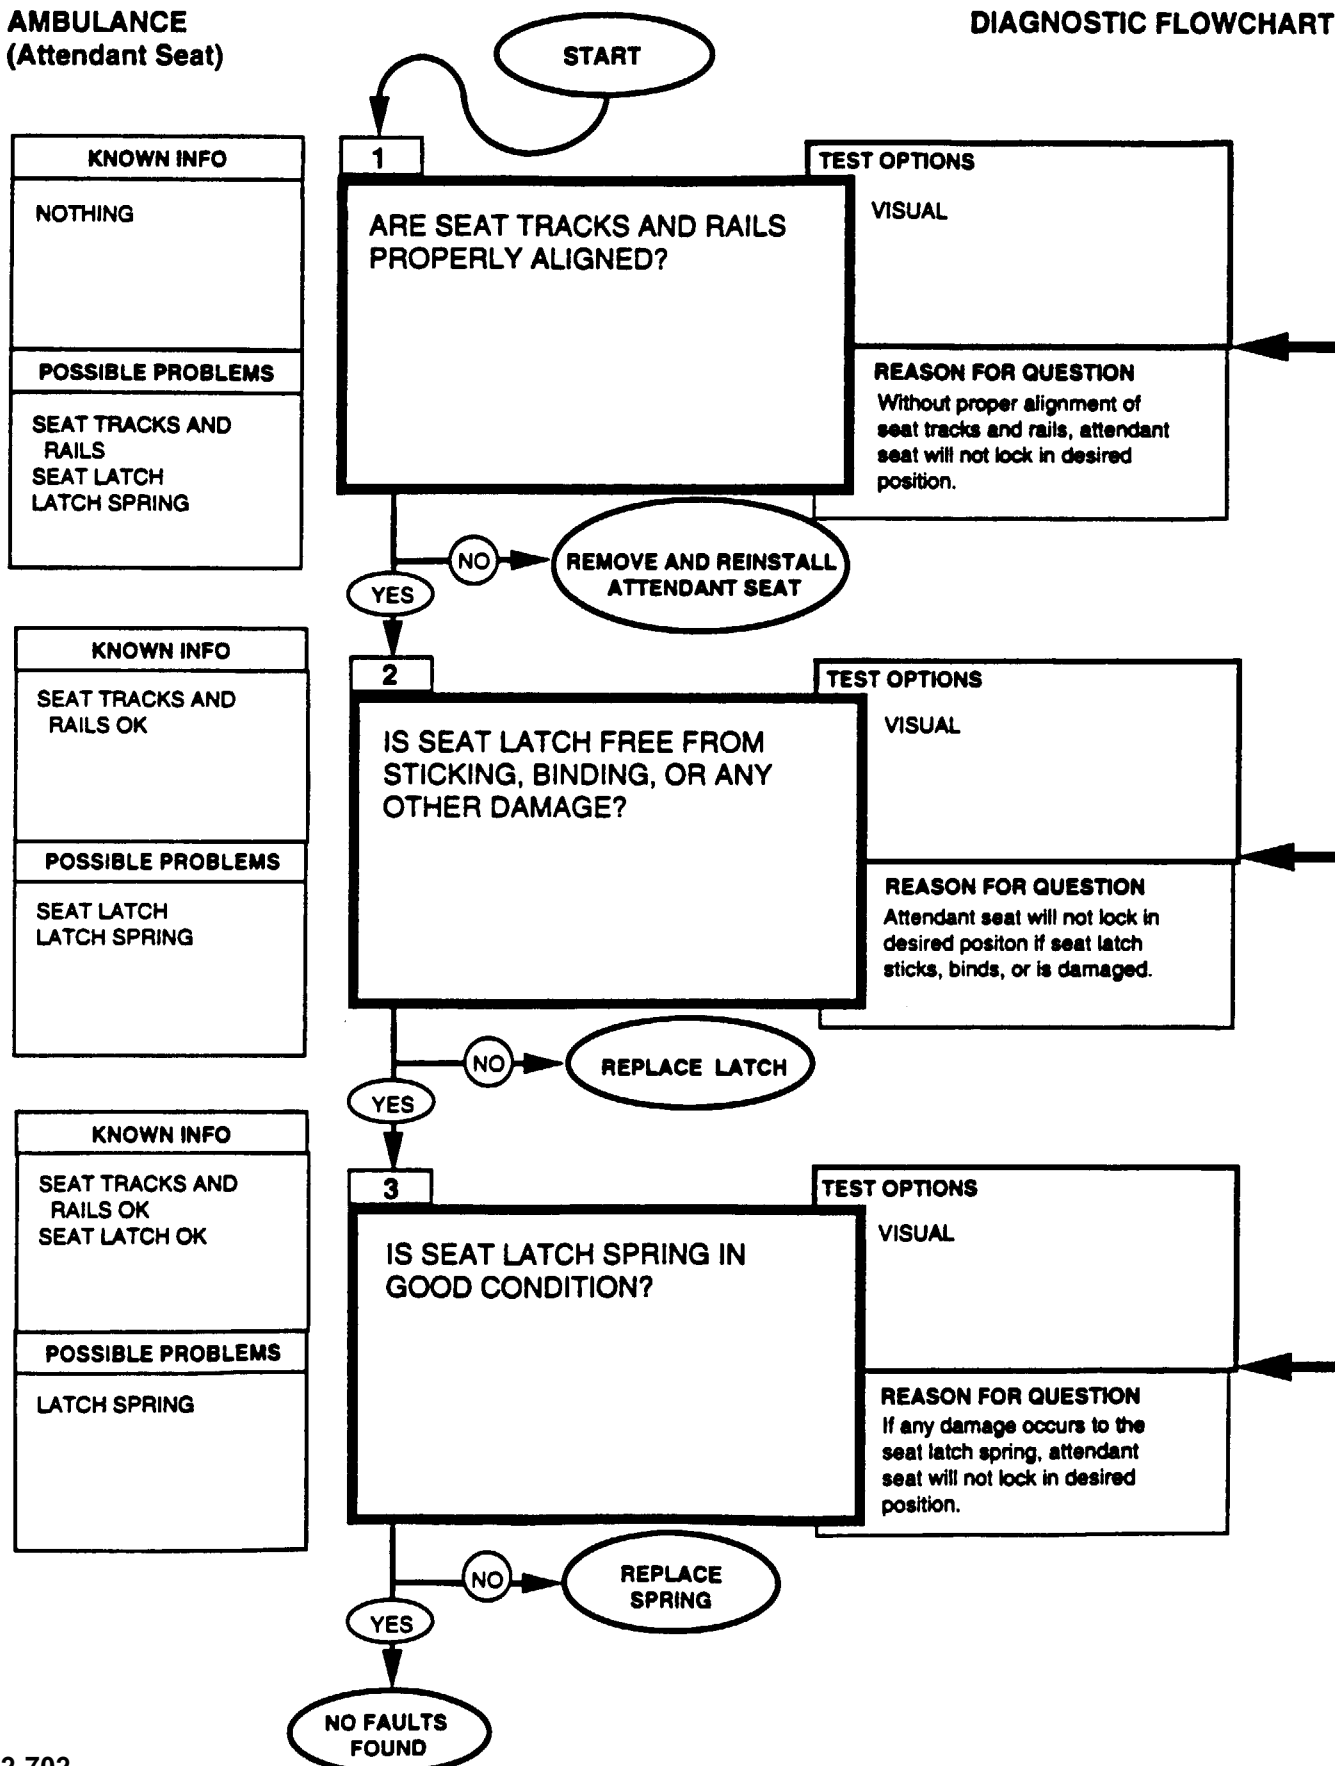 AMBULANCE
(Attendant Seat)
DIAGNOSTIC FLOWCHART
START
KNOWN INFO
NOTHING
POSSIBLE PROBLEMS
SEAT TRACKS AND
RAILS
SEAT LATCH
LATCH SPRING
1
ARE SEAT TRACKS AND RAILS
PROPERLY ALIGNED?
TEST OPTIONS
VISUAL
REASON FOR QUESTION
Without proper alignment of
seat tracks and rails, attendant
seat will not lock in desired
position.
NO
REMOVE AND REINSTALL
ATTENDANT SEAT
YES
KNOWN INFO
SEAT TRACKS AND
RAILS OK
POSSIBLE PROBLEMS
SEAT LATCH
LATCH SPRING
2
IS SEAT LATCH FREE FROM
STICKING, BINDING, OR ANY
OTHER DAMAGE?
TEST OPTIONS
VISUAL
REASON FOR QUESTION
Attendant seat will not lock in
desired positon if seat latch
sticks, binds, or is damaged.
NO
REPLACE LATCH
YES
KNOWN INFO
SEAT TRACKS AND
RAILS OK
SEAT LATCH OK
POSSIBLE PROBLEMS
LATCH SPRING
3
IS SEAT LATCH SPRING IN
GOOD CONDITION?
TEST OPTIONS
VISUAL
REASON FOR QUESTION
If any damage occurs to the
seat latch spring, attendant
seat will not lock in desired
position.
NO
REPLACE
SPRING
YES
NO FAULTS
FOUND